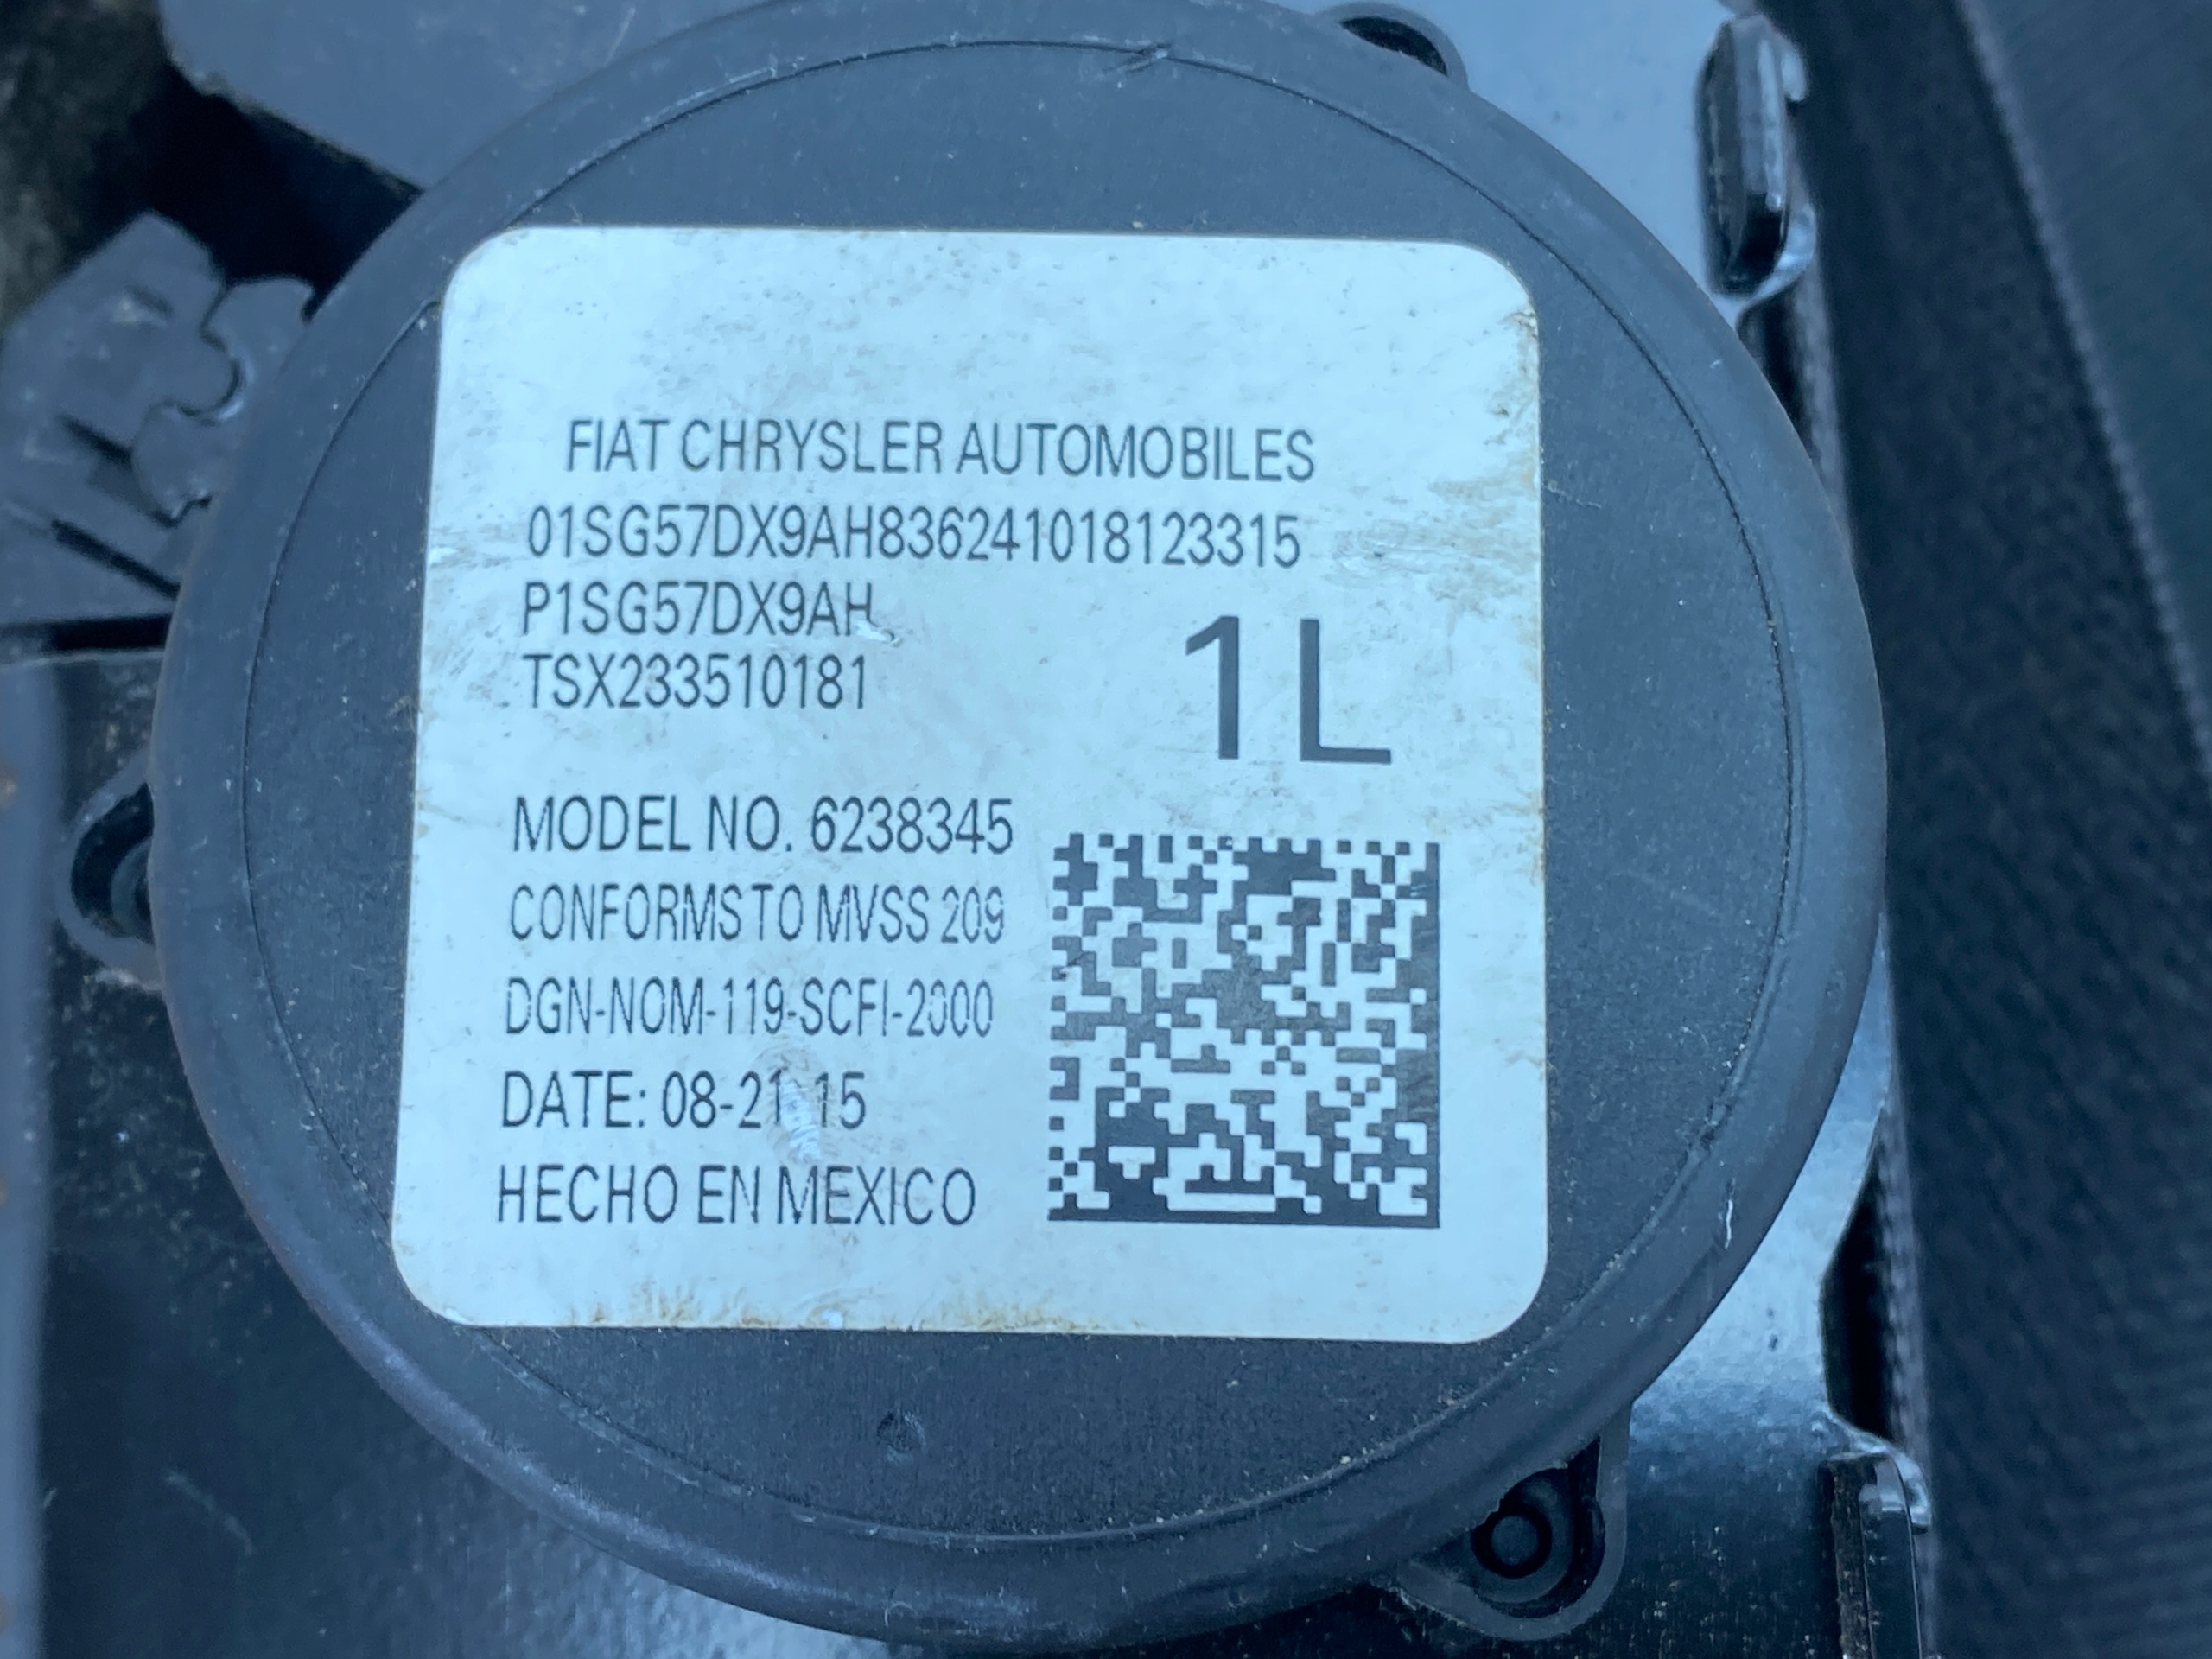 FIAT CHRYSLER AUTOMOBILES
01SG57DX9AH836241018123315
P1SG57DX9AH
TSX233510181
1L
MODEL NO. 6238345
CONFORMS TO MVSS 209
DGN-NOM-119-SCFI-2000
DATE: 08-21-15
HECHO EN MEXICO